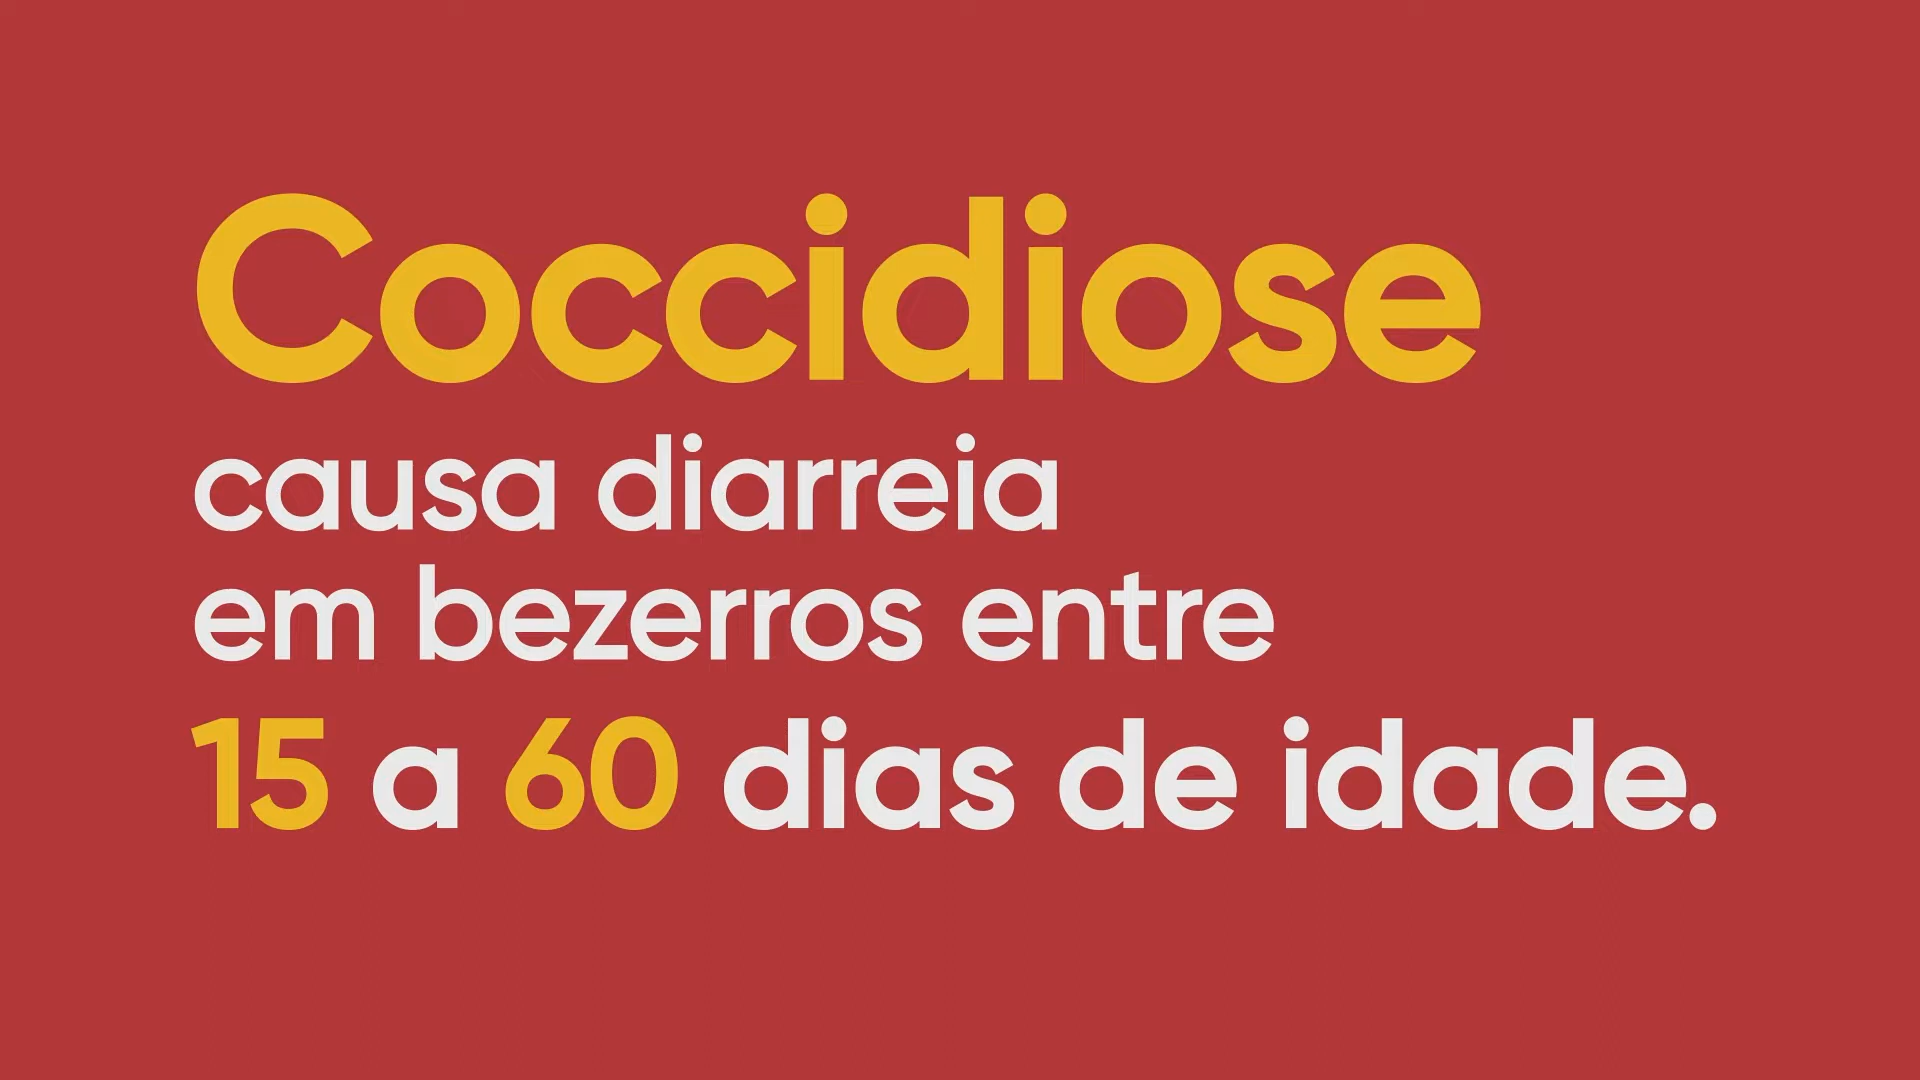 Coccidiose
causa diarreia
em bezerros entre
15 a 60 dias de idade.